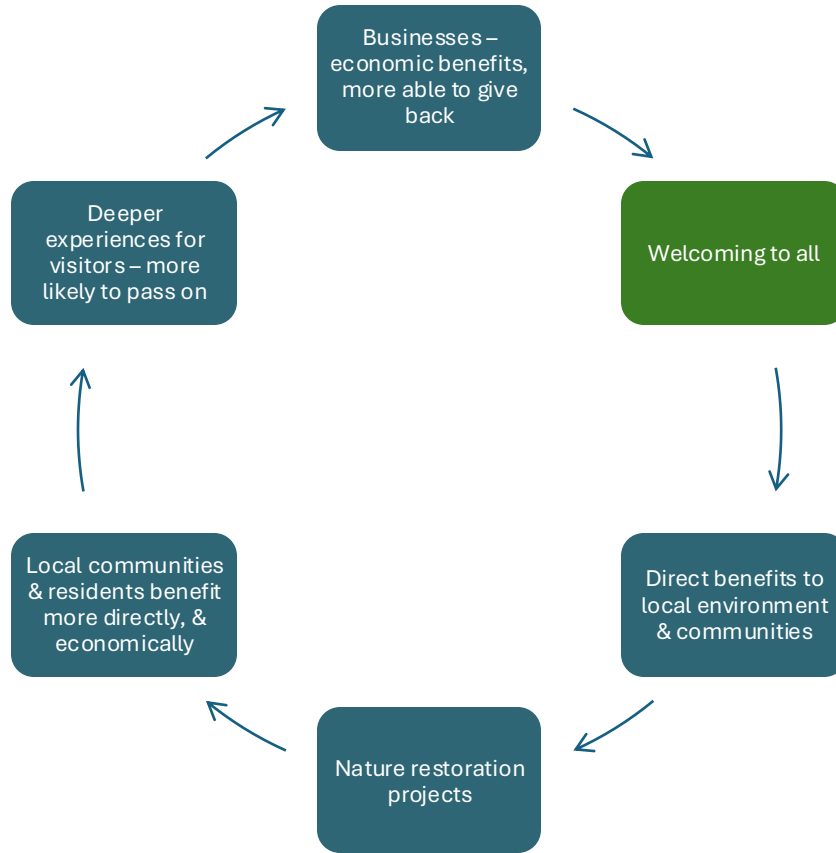 Businesses –
economic benefits,
more able to give
back
Welcoming to all
Direct benefits to
local environment
& communities
Nature restoration
projects
Local communities
& residents benefit
more directly, &
economically
Deeper
experiences for
visitors – more
likely to pass on